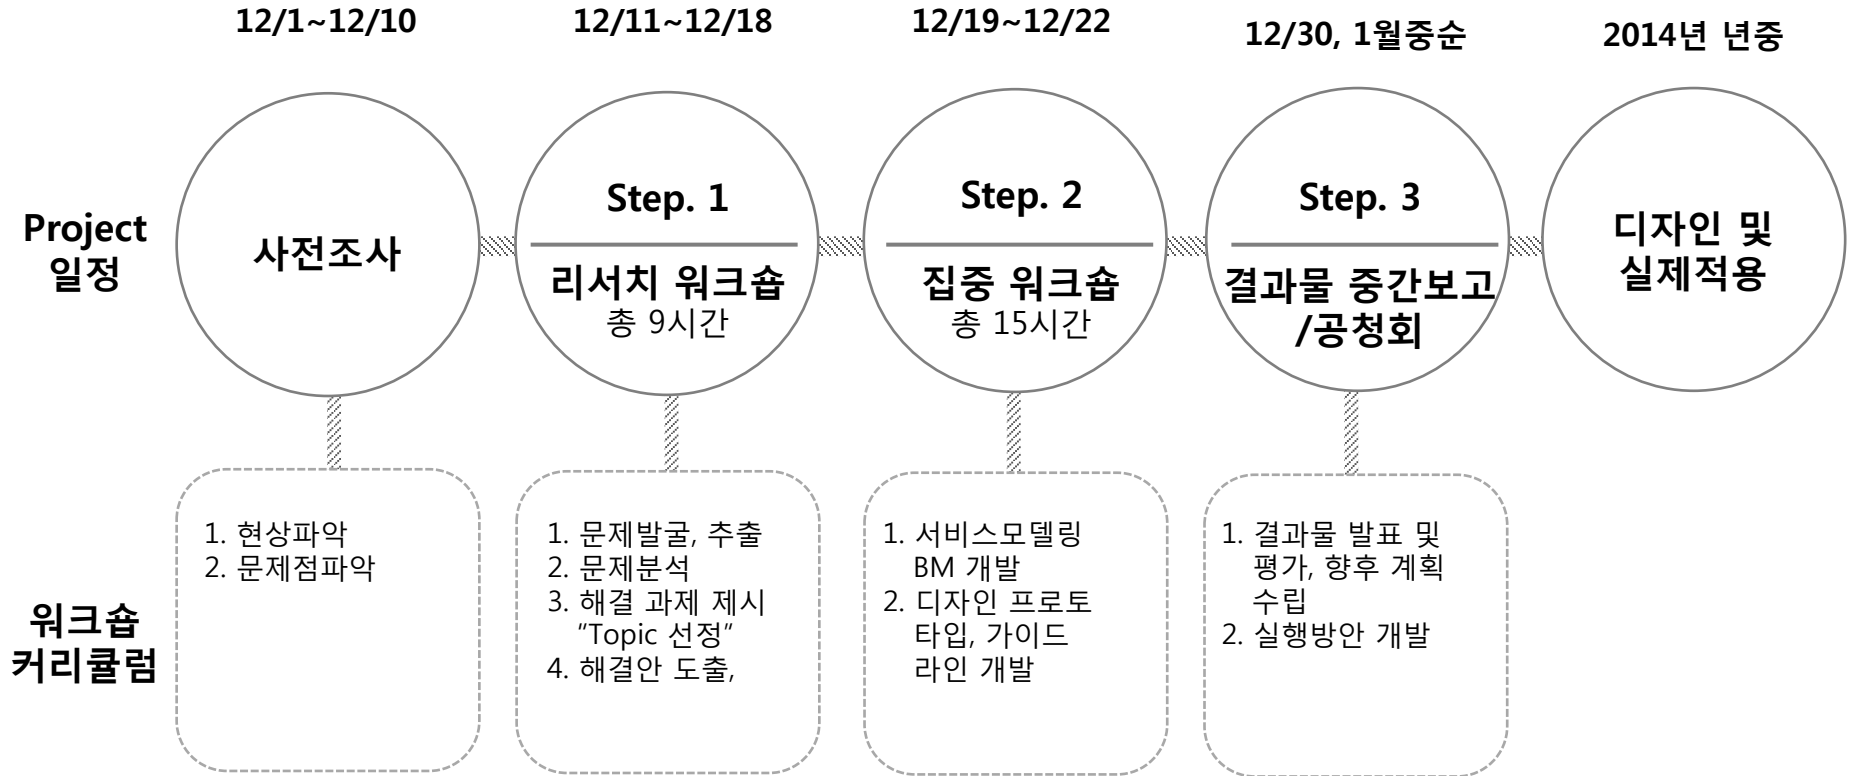 12/1~12/10
12/11~12/18
12/19~12/22
12/30, 1월중순
2014년 년중
Project
일정
사전조사
Step. 1
리서치 워크숍
총 9시간
Step. 2
집중 워크숍
총 15시간
Step. 3
결과물 중간보고
/공청회
디자인 및
실제적용
워크숍
커리큘럼
1. 현상파악
2. 문제점파악
1. 문제발굴, 추출
2. 문제분석
3. 해결 과제 제시
“Topic 선정”
4. 해결안 도출,
1. 서비스모델링
BM 개발
2. 디자인 프로토
타입, 가이드
라인 개발
1. 결과물 발표 및
평가, 향후 계획
수립
2. 실행방안 개발